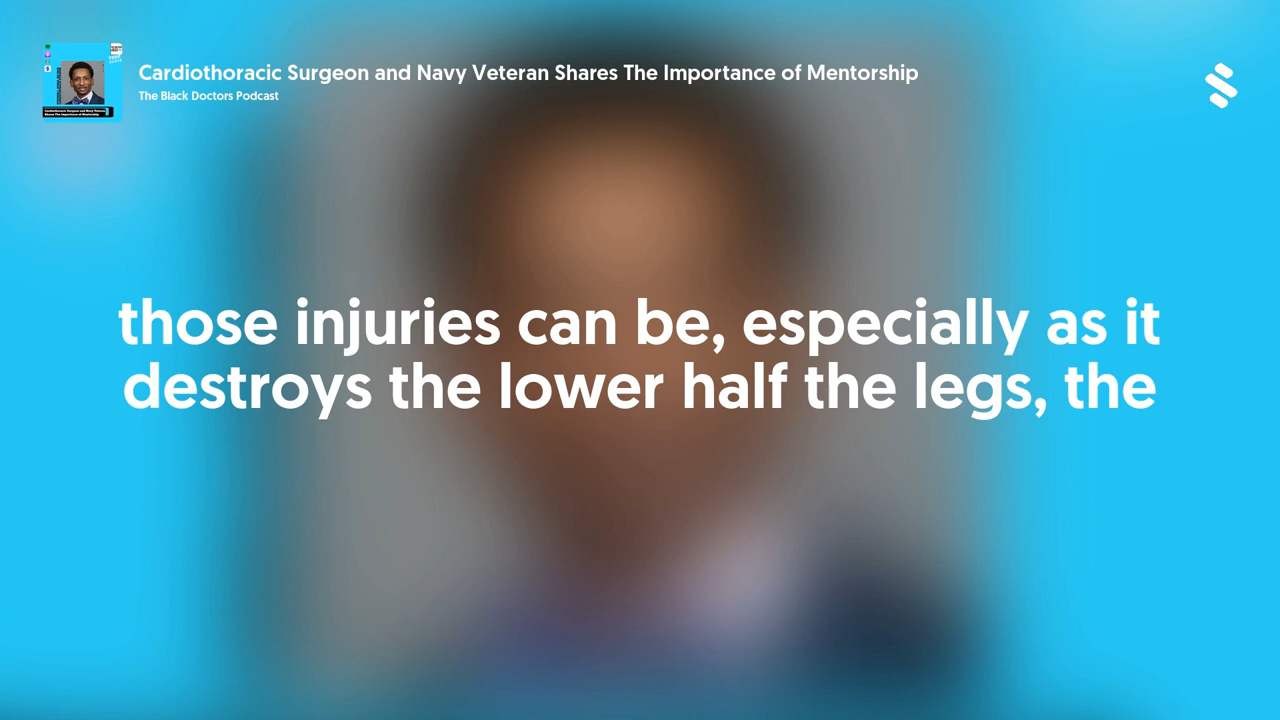 Cardiothoracic Surgeon and Navy Veteran Shares The Importance of Mentorship
The Black Doctors Podcast
those injuries can be, especially as it
destroys the lower half the legs, the